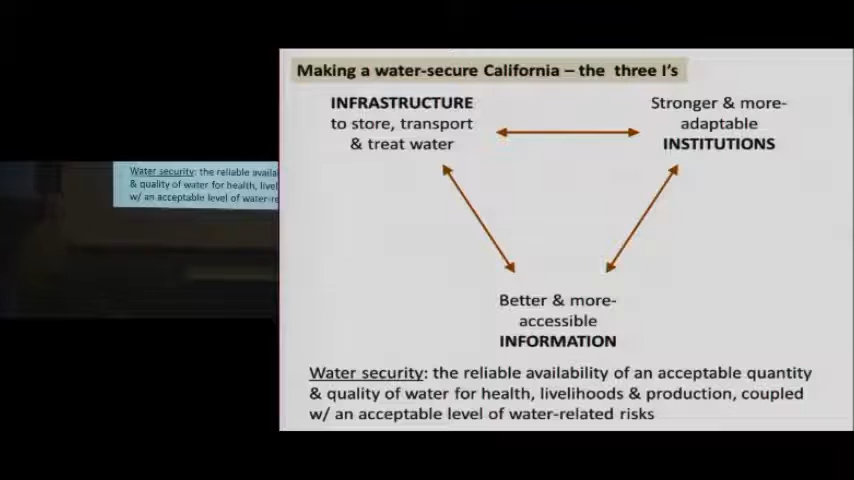 Making a water-secure California – the three I's
INFRASTRUCTURE
to store, transport
& treat water
Stronger & more-
adaptable
INSTITUTIONS
Better & more-
accessible
INFORMATION
Water security: the reliable availability of an acceptable quantity
& quality of water for health, livelihoods & production, coupled
w/ an acceptable level of water-related risks
Water security: the reliable availa
& quality of water for health, livel
w/ an acceptable level of water-re